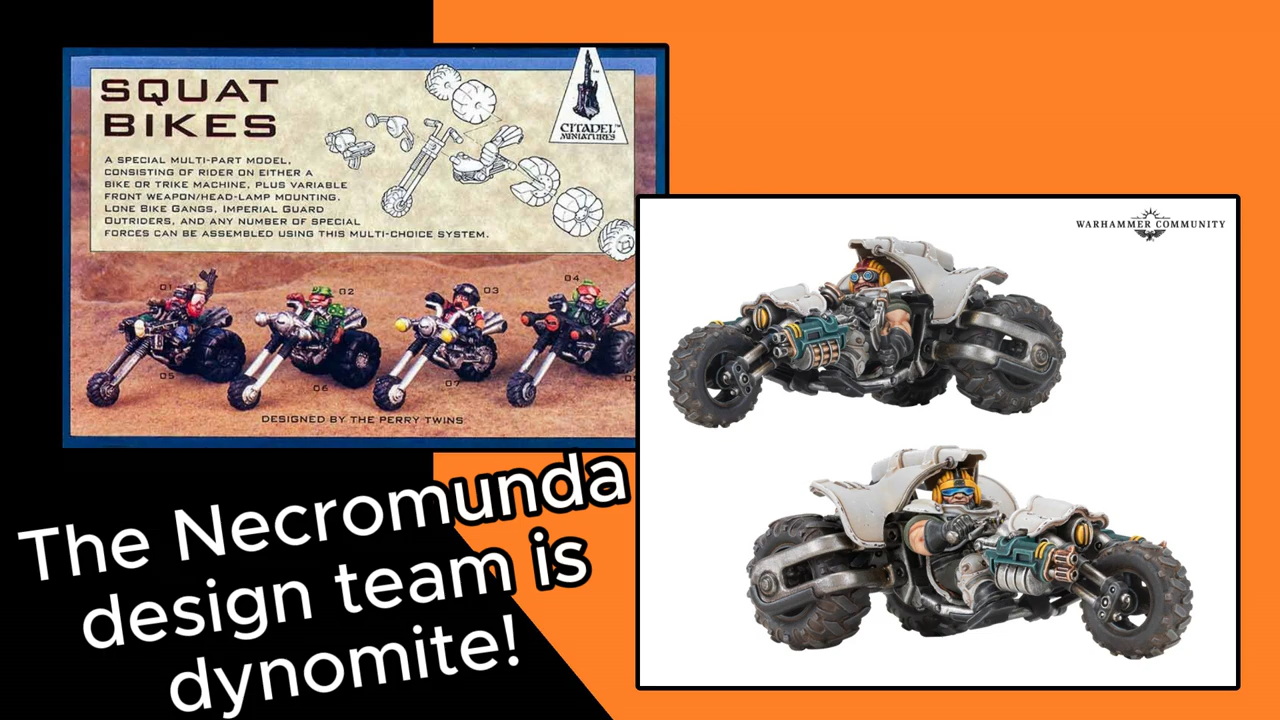 SQUAT
BIKES
CITADEL™
MINIATURES
A SPECIAL MULTI-PART MODEL,
CONSISTING OF RIDER ON EITHER A
BIKE OR TRIKE MACHINE, PLUS VARIABLE
FRONT WEAPON/HEAD-LAMP MOUNTING.
LONE BIKE GANGS, IMPERIAL GUARD
OUTRIDERS, AND ANY NUMBER OF SPECIAL
FORCES CAN BE ASSEMBLED USING THIS MULTI-CHOICE SYSTEM.
01
02
03
04
05
06
07
DESIGNED BY THE PERRY TWINS
WARHAMMER COMMUNITY
The Necromunda
design team is
dynomite!